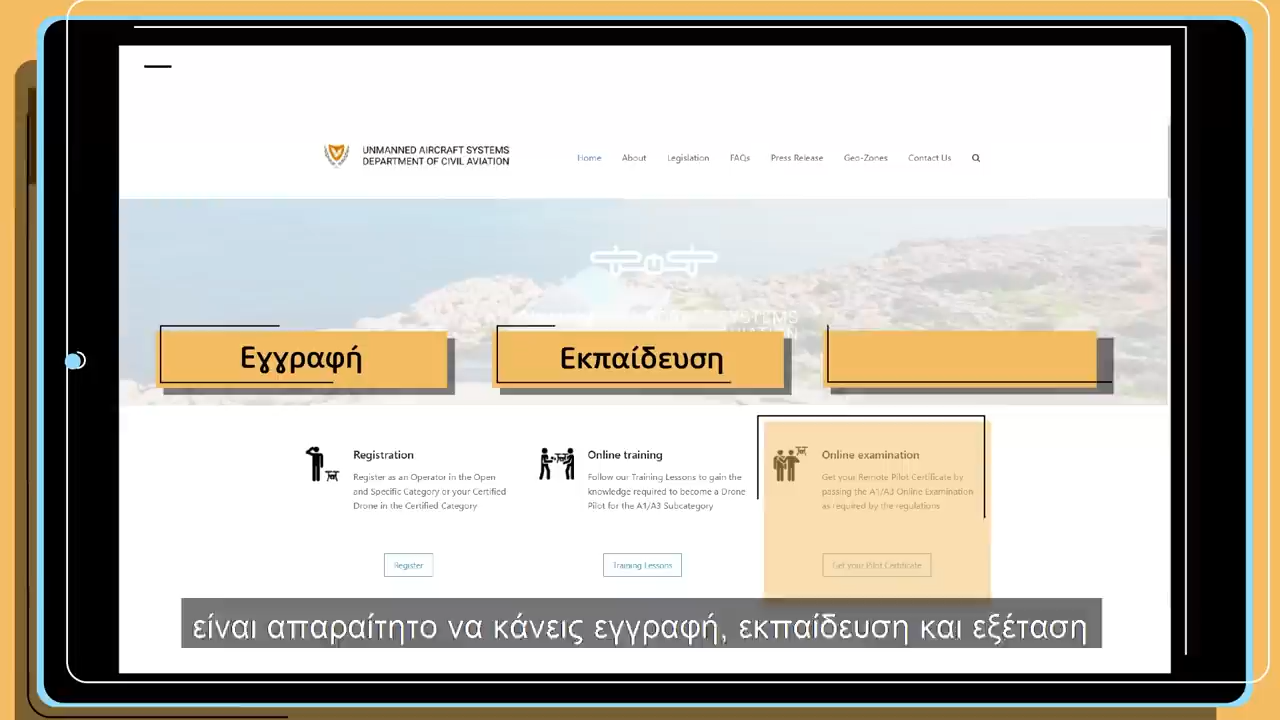 UNMANNED AIRCRAFT SYSTEMS
DEPARTMENT OF CIVIL AVIATION
Home About Legislation FAQs Press Release Geo-Zones Contact Us
SYSTEMS
Εγγραφή
Εκπαίδευση
Registration
Register as an Operator in the Open
and Specific Category or your Certified
Drone in the Certified Category
Register
Online training
Follow our Training Lessons to gain the
knowledge required to become a Drone
Pilot for the A1/A3 Subcategory
Training Lessons
Online examination
Get your Remote Pilot Certificate by
passing the A1/A3 Online Examination
as required by the regulations
Get your Pilot Certificate
είναι απαραίτητο να κάνεις εγγραφή, εκπαίδευση και εξέταση